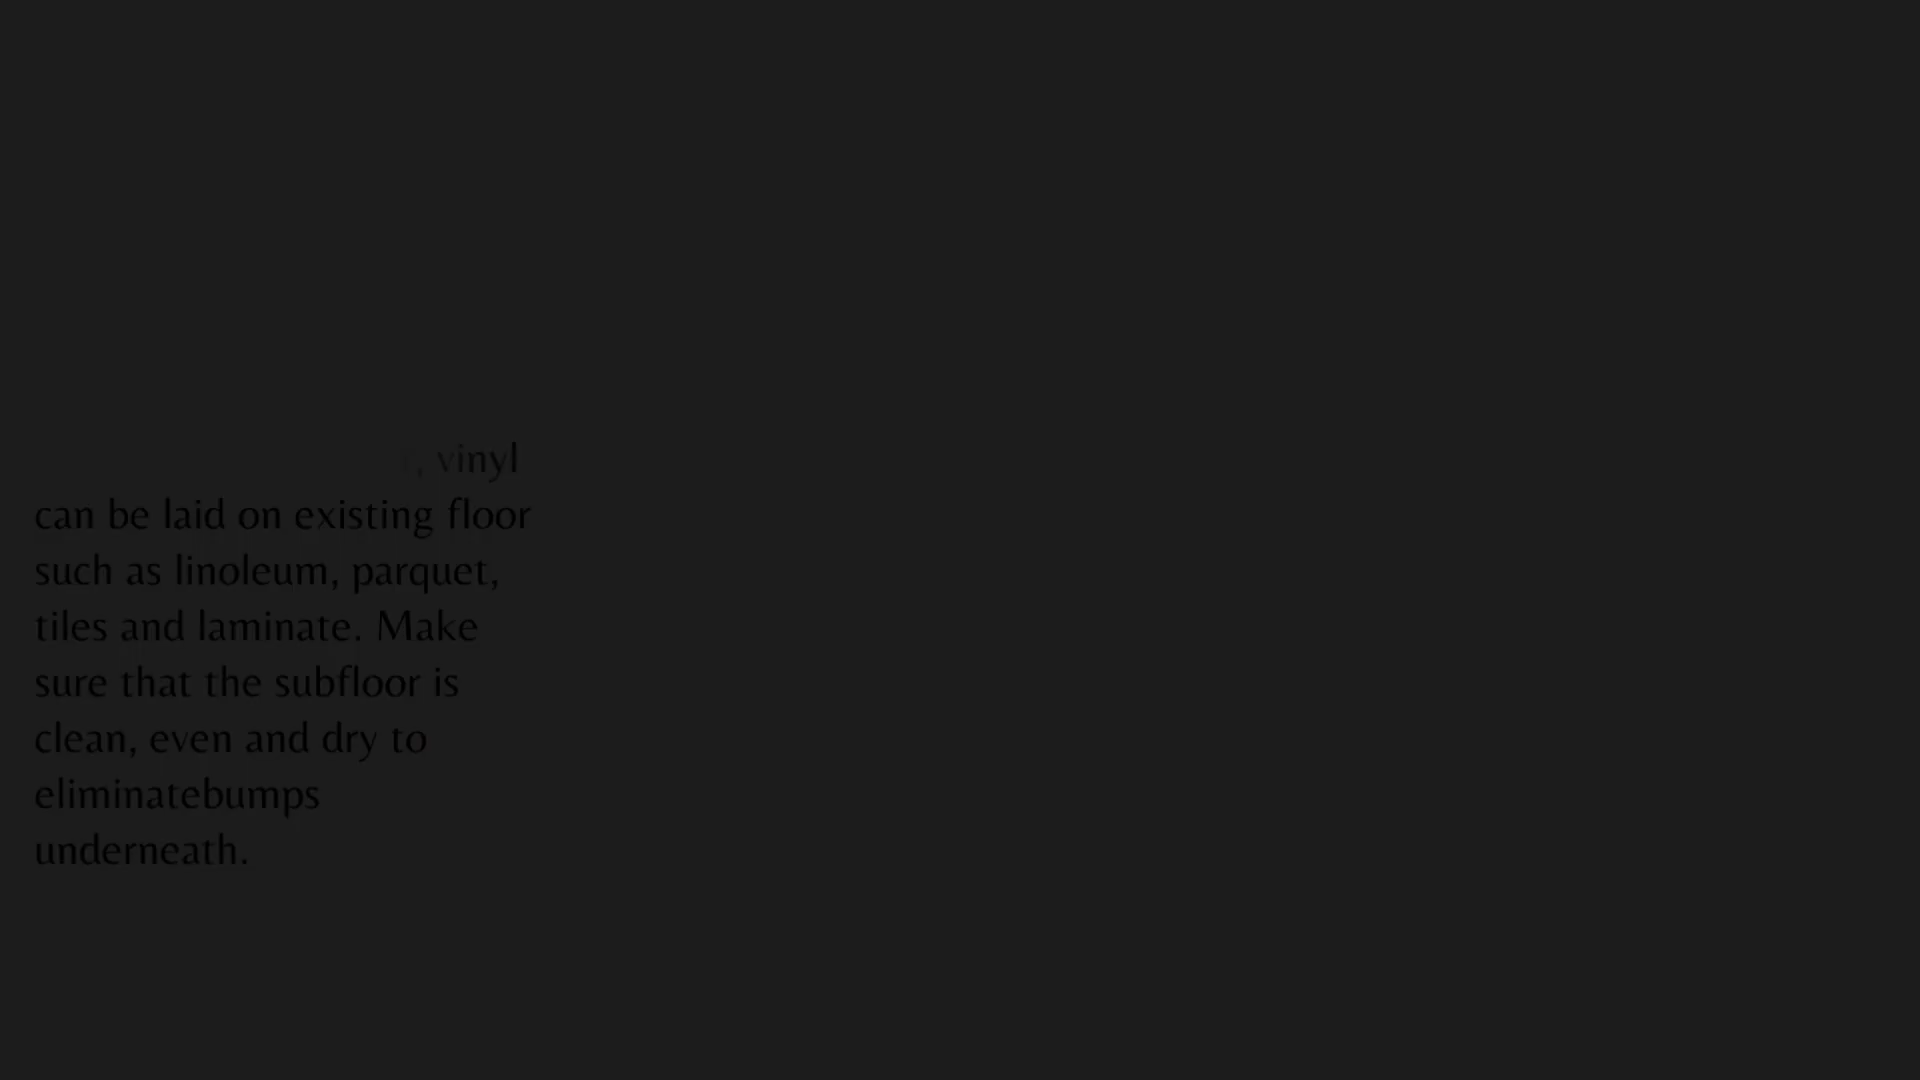 , vinyl
can be laid on existing floor
such as linoleum, parquet,
tiles and laminate. Make
sure that the subfloor is
clean, even and dry to
eliminatebumps
underneath.